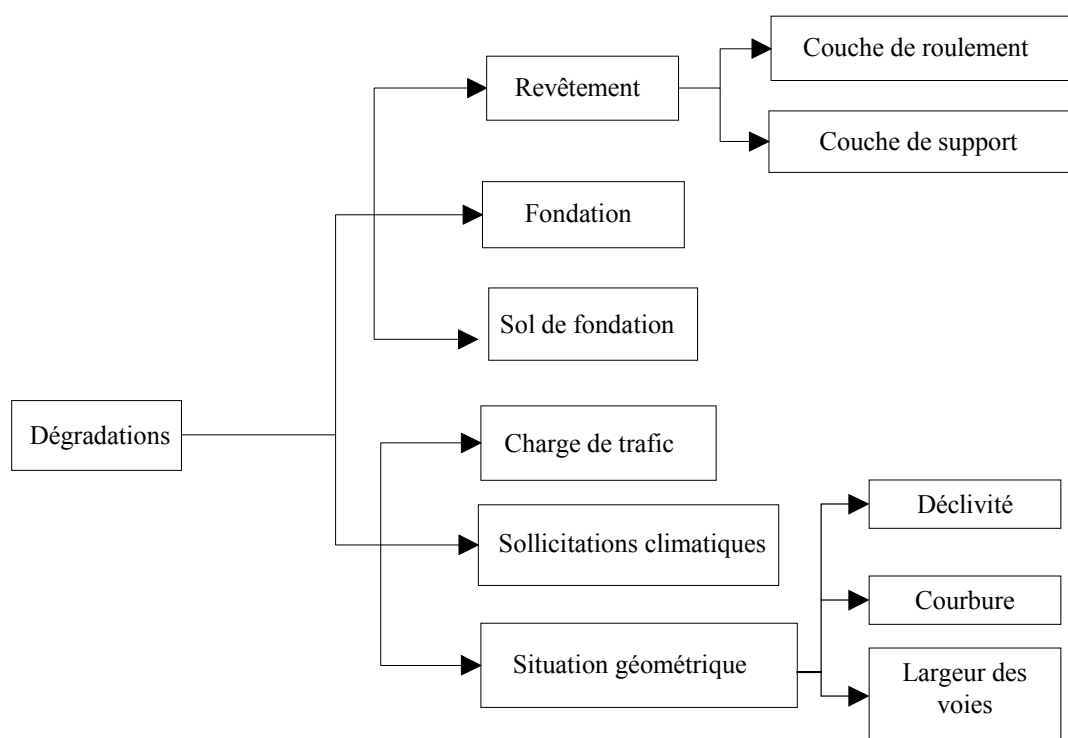 Couche de roulement
Revêtement
Couche de support
Fondation
Sol de fondation
Dégradations
Charge de trafic
Déclivité
Sollicitations climatiques
Courbure
Situation géométrique
Largeur des
voies